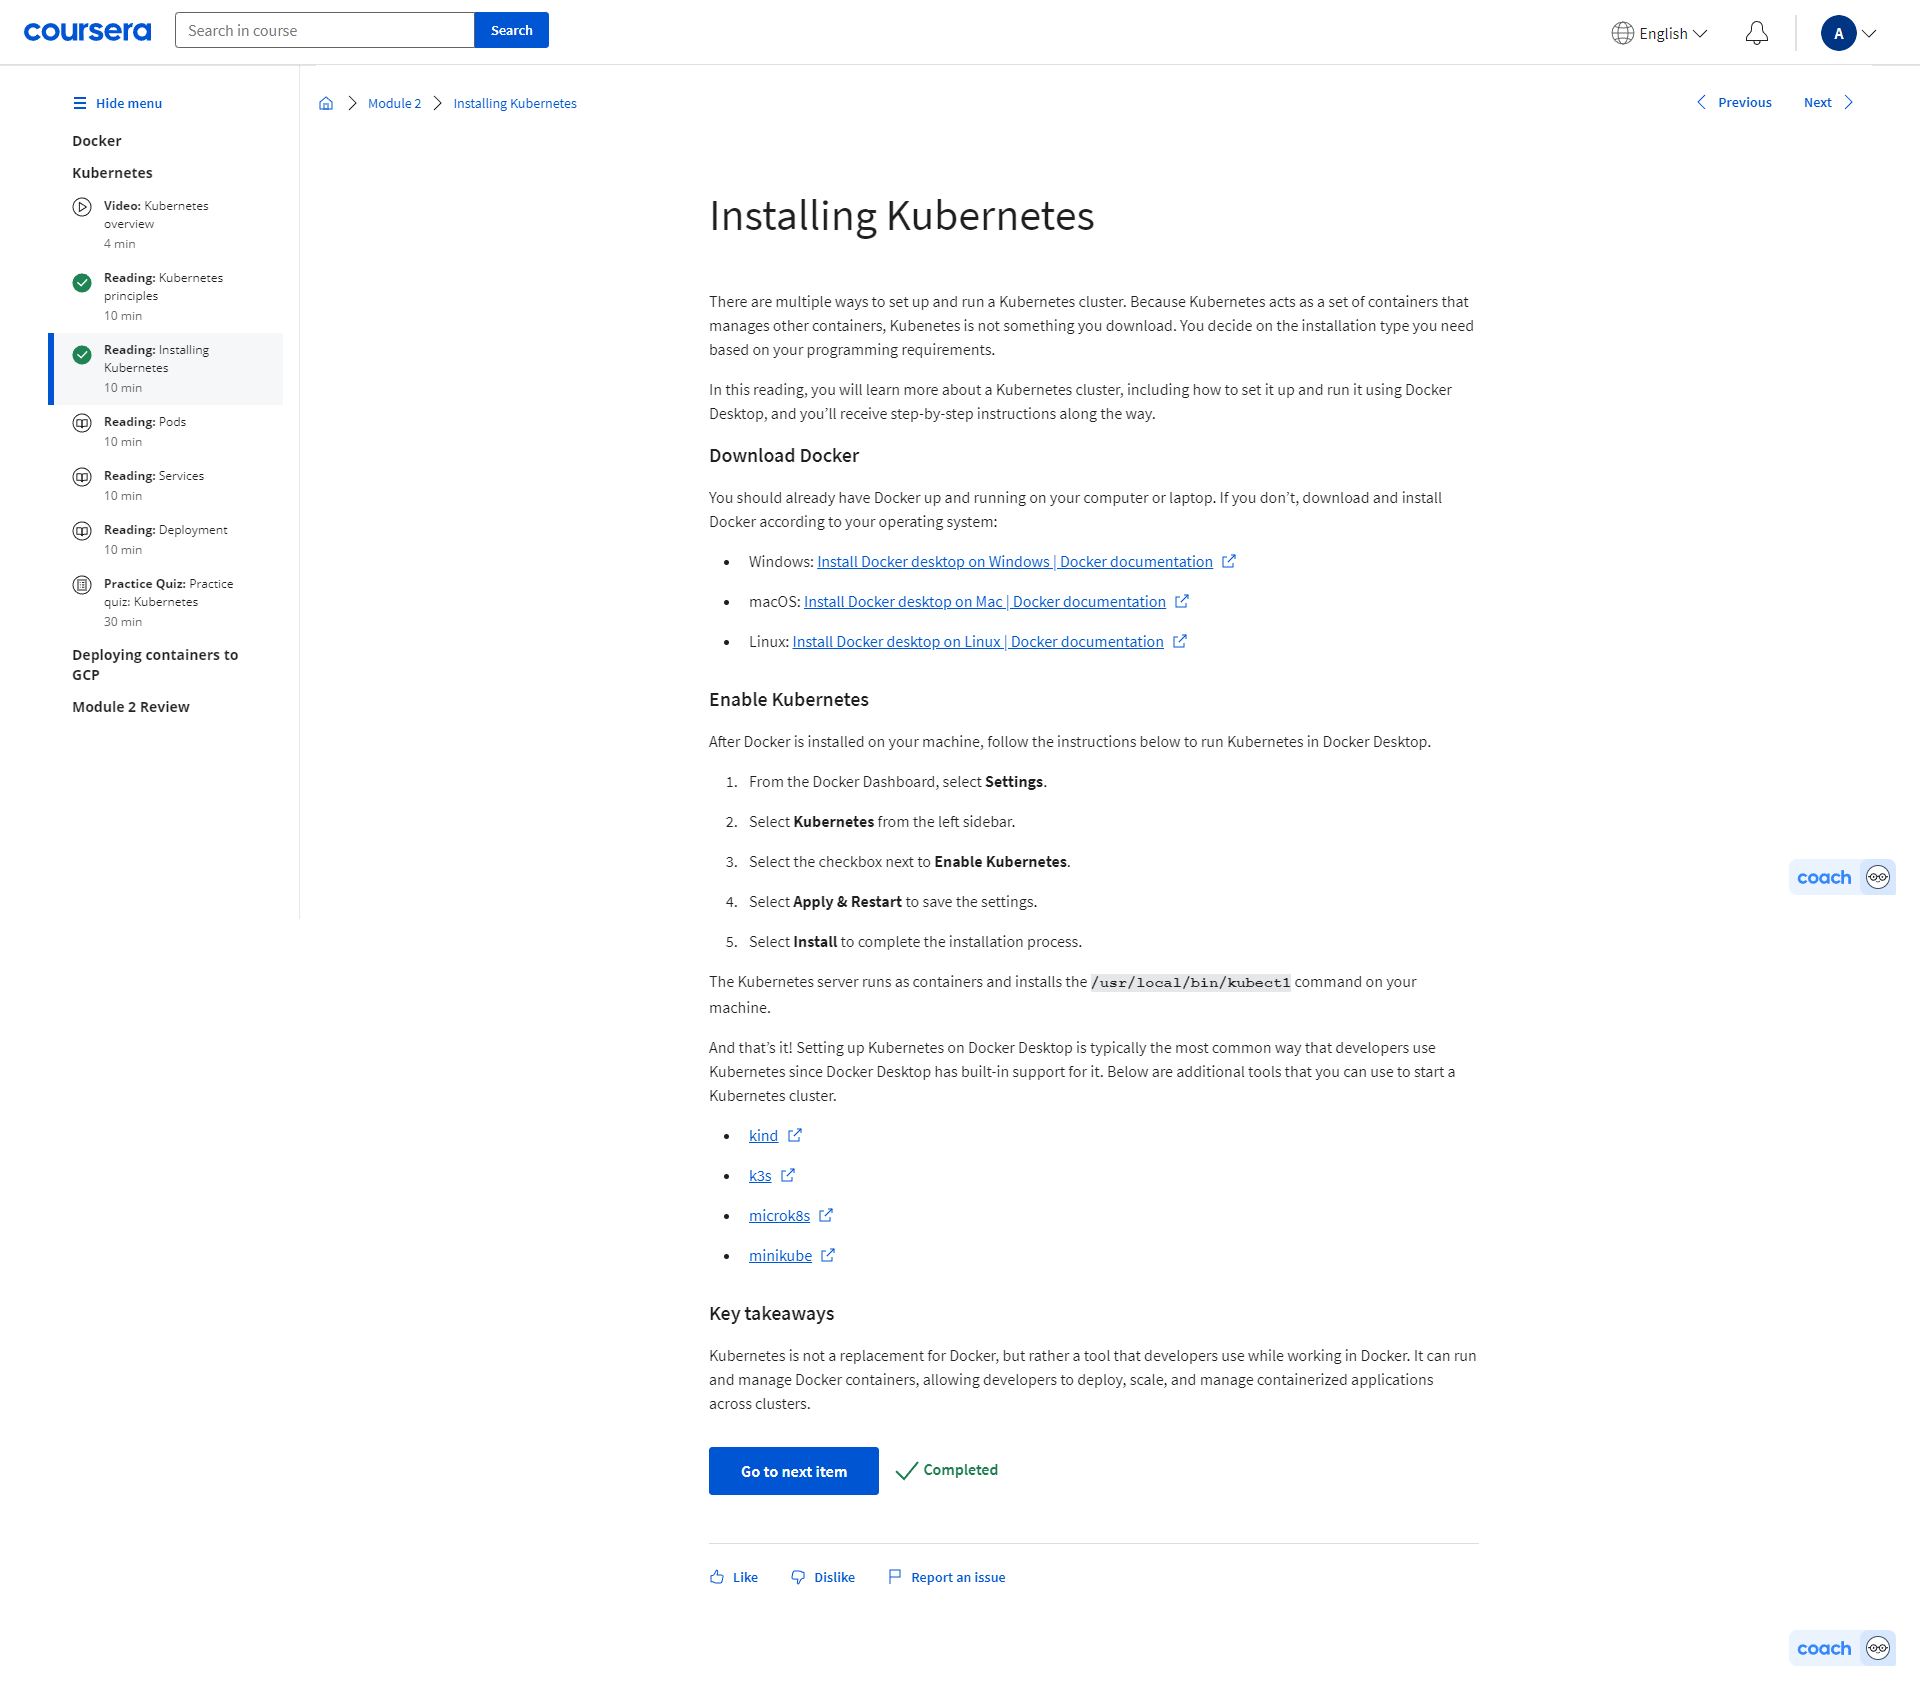 coursera
Search in course
Search
English
A
Hide menu
Module 2
Installing Kubernetes
Previous
Next
Docker
Kubernetes
Video: Kubernetes
overview
4 min
Reading: Kubernetes
principles
10 min
Reading: Installing
Kubernetes
10 min
Reading: Pods
10 min
Reading: Services
10 min
Reading: Deployment
10 min
Practice Quiz: Practice
quiz: Kubernetes
30 min
Deploying containers to
GCP
Module 2 Review
Installing Kubernetes
There are multiple ways to set up and run a Kubernetes cluster. Because Kubernetes acts as a set of containers that
manages other containers, Kubenetes is not something you download. You decide on the installation type you need
based on your programming requirements.
In this reading, you will learn more about a Kubernetes cluster, including how to set it up and run it using Docker
Desktop, and you’ll receive step-by-step instructions along the way.
Download Docker
You should already have Docker up and running on your computer or laptop. If you don’t, download and install
Docker according to your operating system:
• Windows: Install Docker desktop on Windows | Docker documentation
• macOS: Install Docker desktop on Mac | Docker documentation
• Linux: Install Docker desktop on Linux | Docker documentation
Enable Kubernetes
After Docker is installed on your machine, follow the instructions below to run Kubernetes in Docker Desktop.
1. From the Docker Dashboard, select Settings.
2. Select Kubernetes from the left sidebar.
3. Select the checkbox next to Enable Kubernetes.
4. Select Apply & Restart to save the settings.
5. Select Install to complete the installation process.
The Kubernetes server runs as containers and installs the /usr/local/bin/kubect1 command on your
machine.
And that’s it! Setting up Kubernetes on Docker Desktop is typically the most common way that developers use
Kubernetes since Docker Desktop has built-in support for it. Below are additional tools that you can use to start a
Kubernetes cluster.
• kind
• k3s
• microk8s
• minikube
Key takeaways
Kubernetes is not a replacement for Docker, but rather a tool that developers use while working in Docker. It can run
and manage Docker containers, allowing developers to deploy, scale, and manage containerized applications
across clusters.
Go to next item
Completed
Like
Dislike
Report an issue
coach
coach